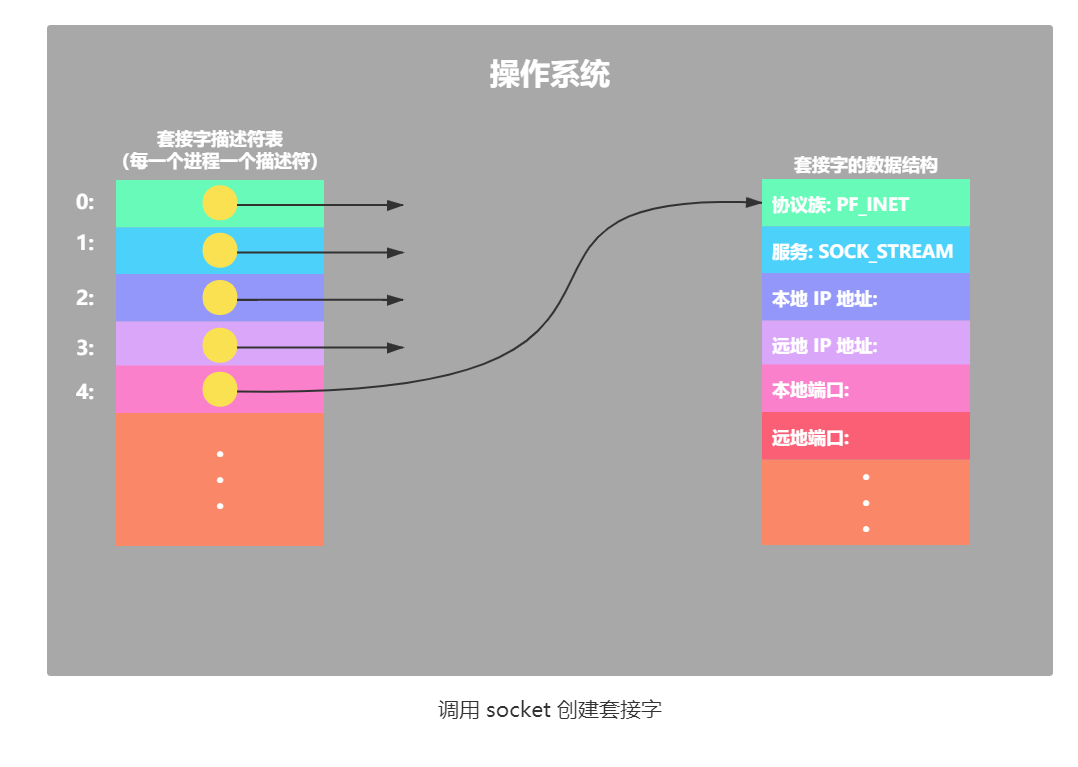 操作系统
套接字描述符表
（每一个进程一个描述符）
0:
1:
2:
3:
4:
套接字的数据结构
协议族: PF_INET
服务: SOCK_STREAM
本地 IP 地址:
远地 IP 地址:
本地端口:
远地端口:
调用 socket 创建套接字